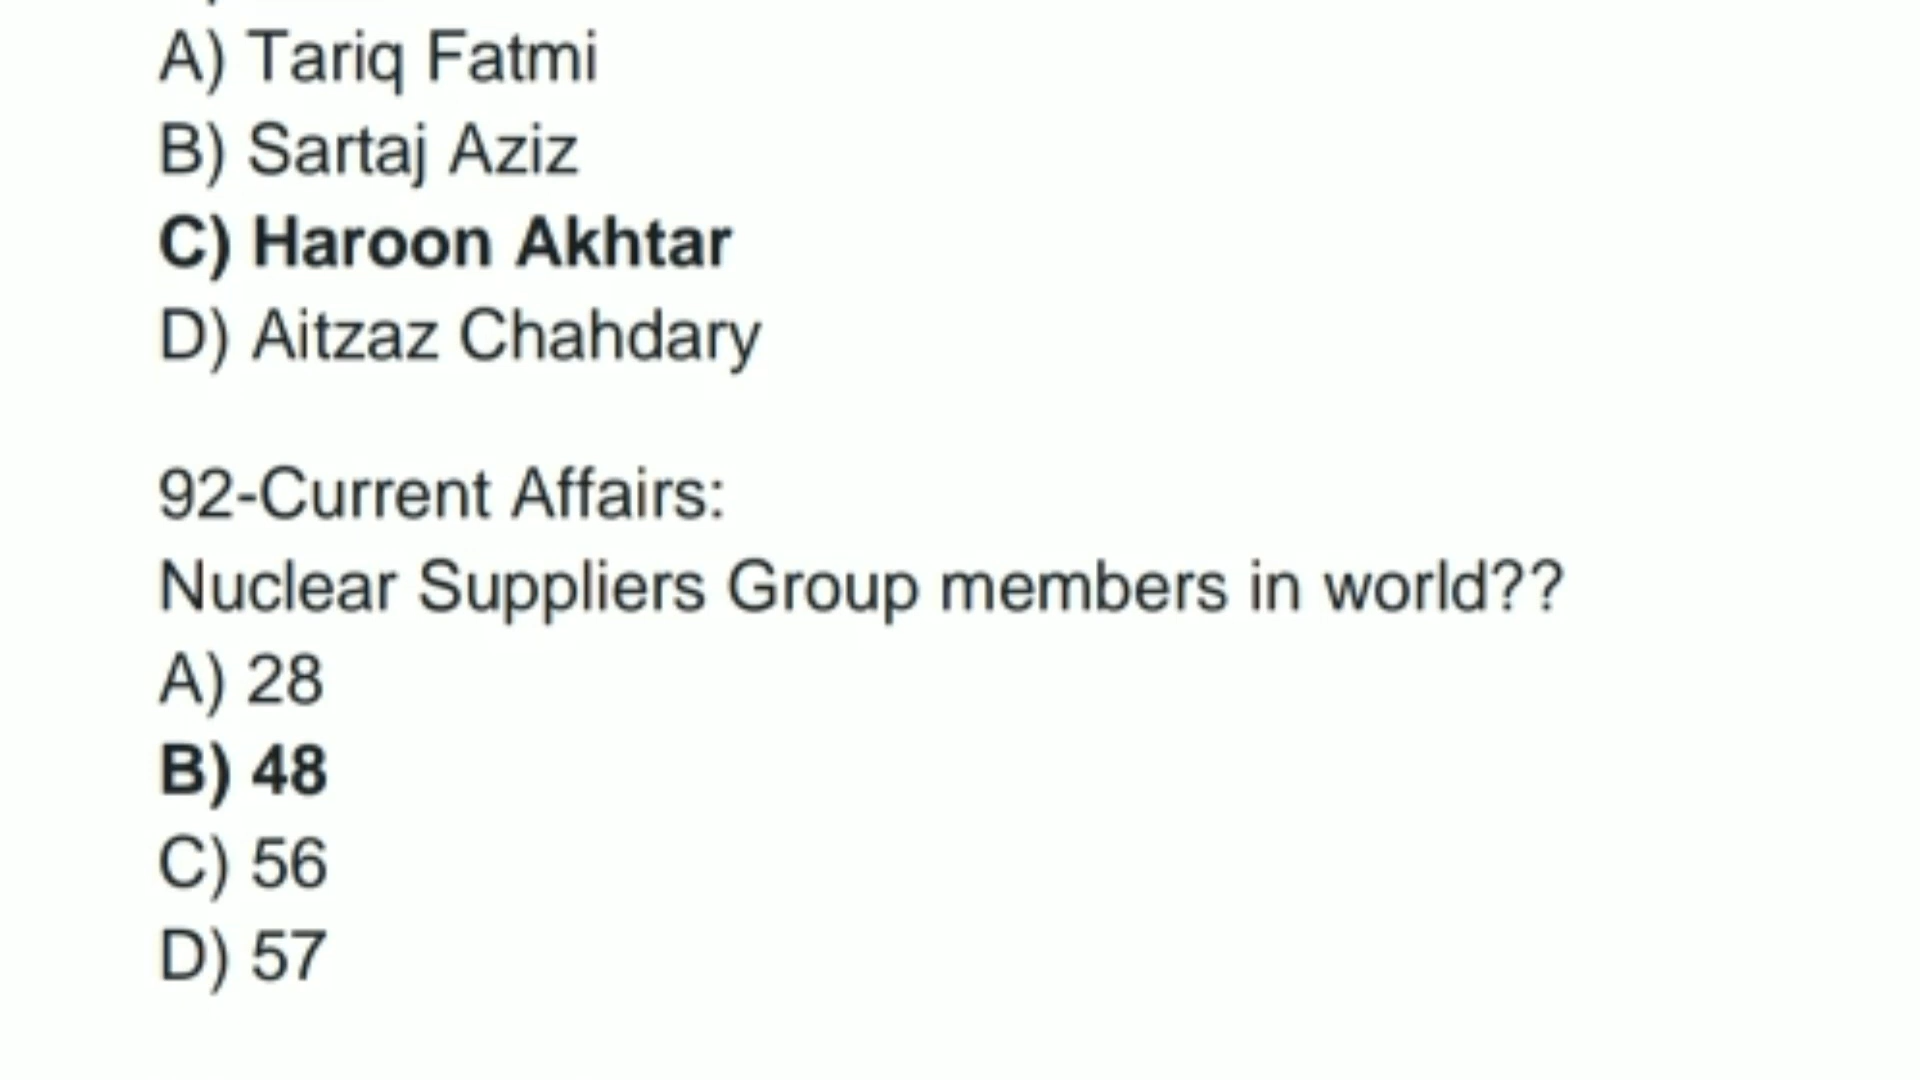 A) Tariq Fatmi
B) Sartaj Aziz
C) Haroon Akhtar
D) Aitzaz Chahdary
92-Current Affairs:
Nuclear Suppliers Group members in world??
A) 28
B) 48
C) 56
D) 57